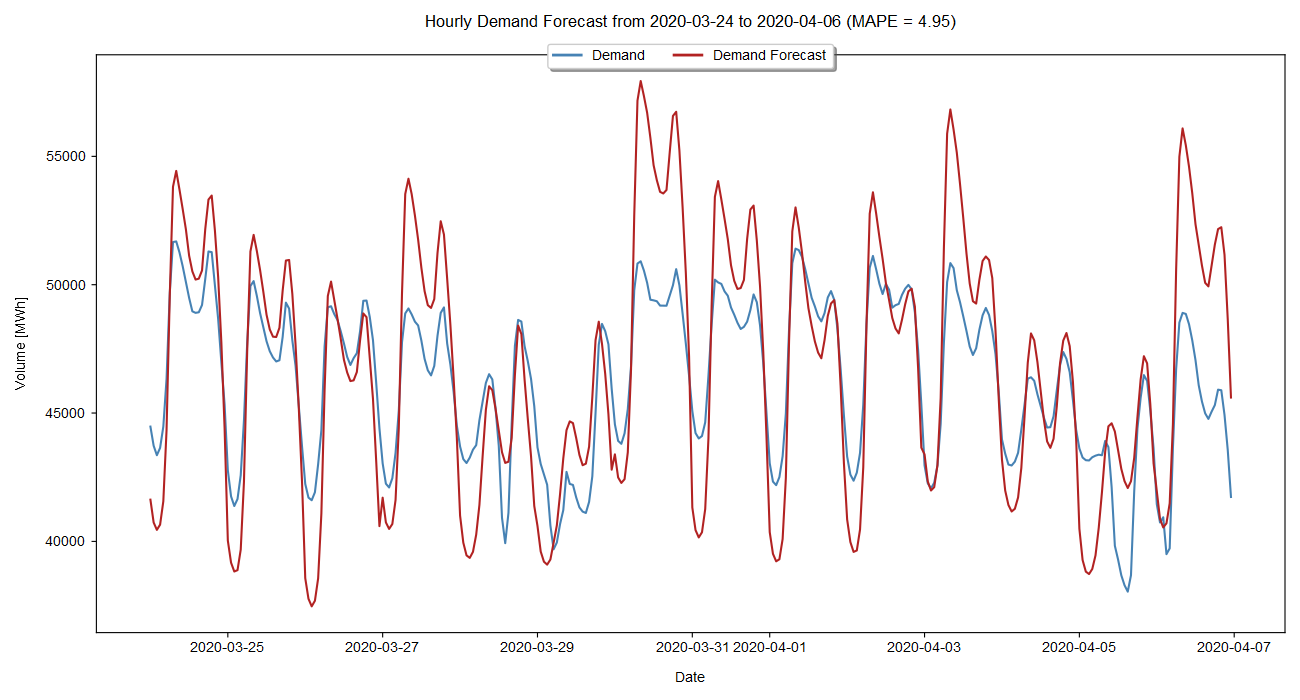 Hourly Demand Forecast from 2020-03-24 to 2020-04-06 (MAPE = 4.95)
Demand
Demand Forecast
Volume [MWh]
55000
50000
45000
40000
2020-03-25
2020-03-27
2020-03-29
2020-03-31
2020-04-01
2020-04-03
2020-04-05
2020-04-07
Date